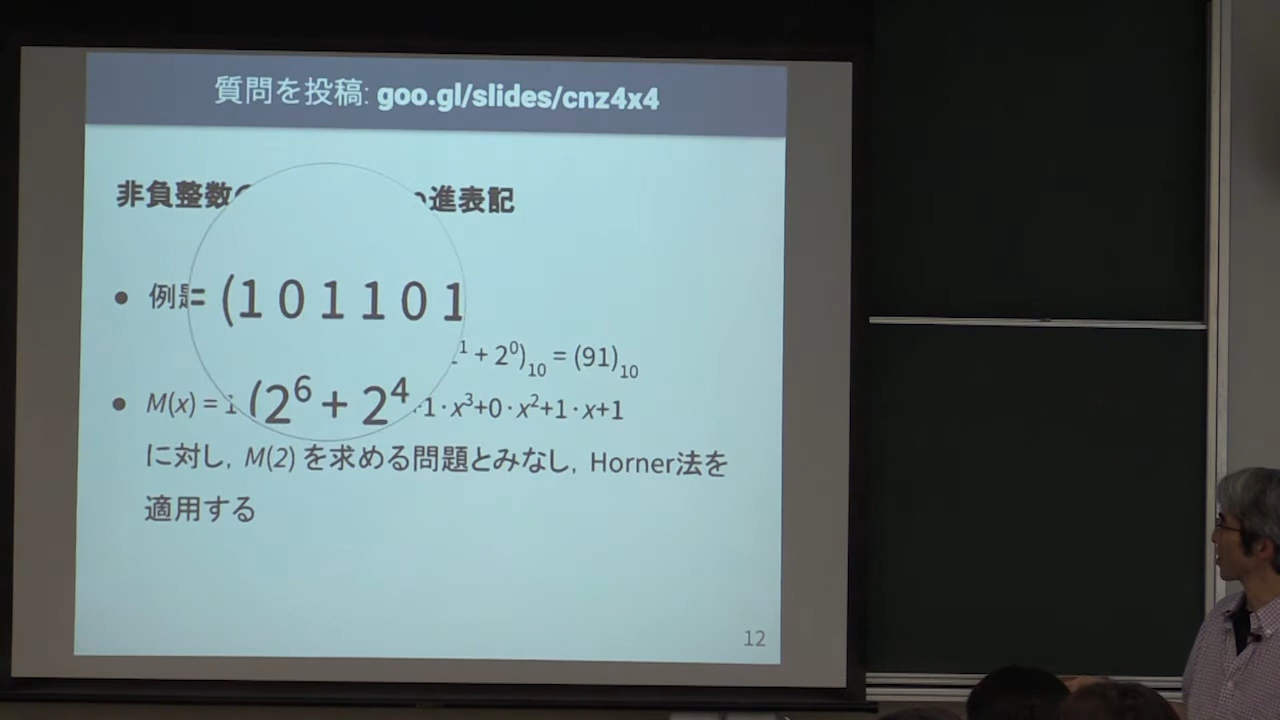 質問を投稿: goo.gl/slides/cnz4x4
非負整数 進表記
• 例題 = (1 0 1 1 0 1
(2⁶ + 2⁴ ¹ + 2⁰)₁₀ = (91)₁₀
• M(x) = 1 1・x³+0・x²+1・x+1
に対し, M(2) を求める問題とみなし, Horner法を
適用する
12